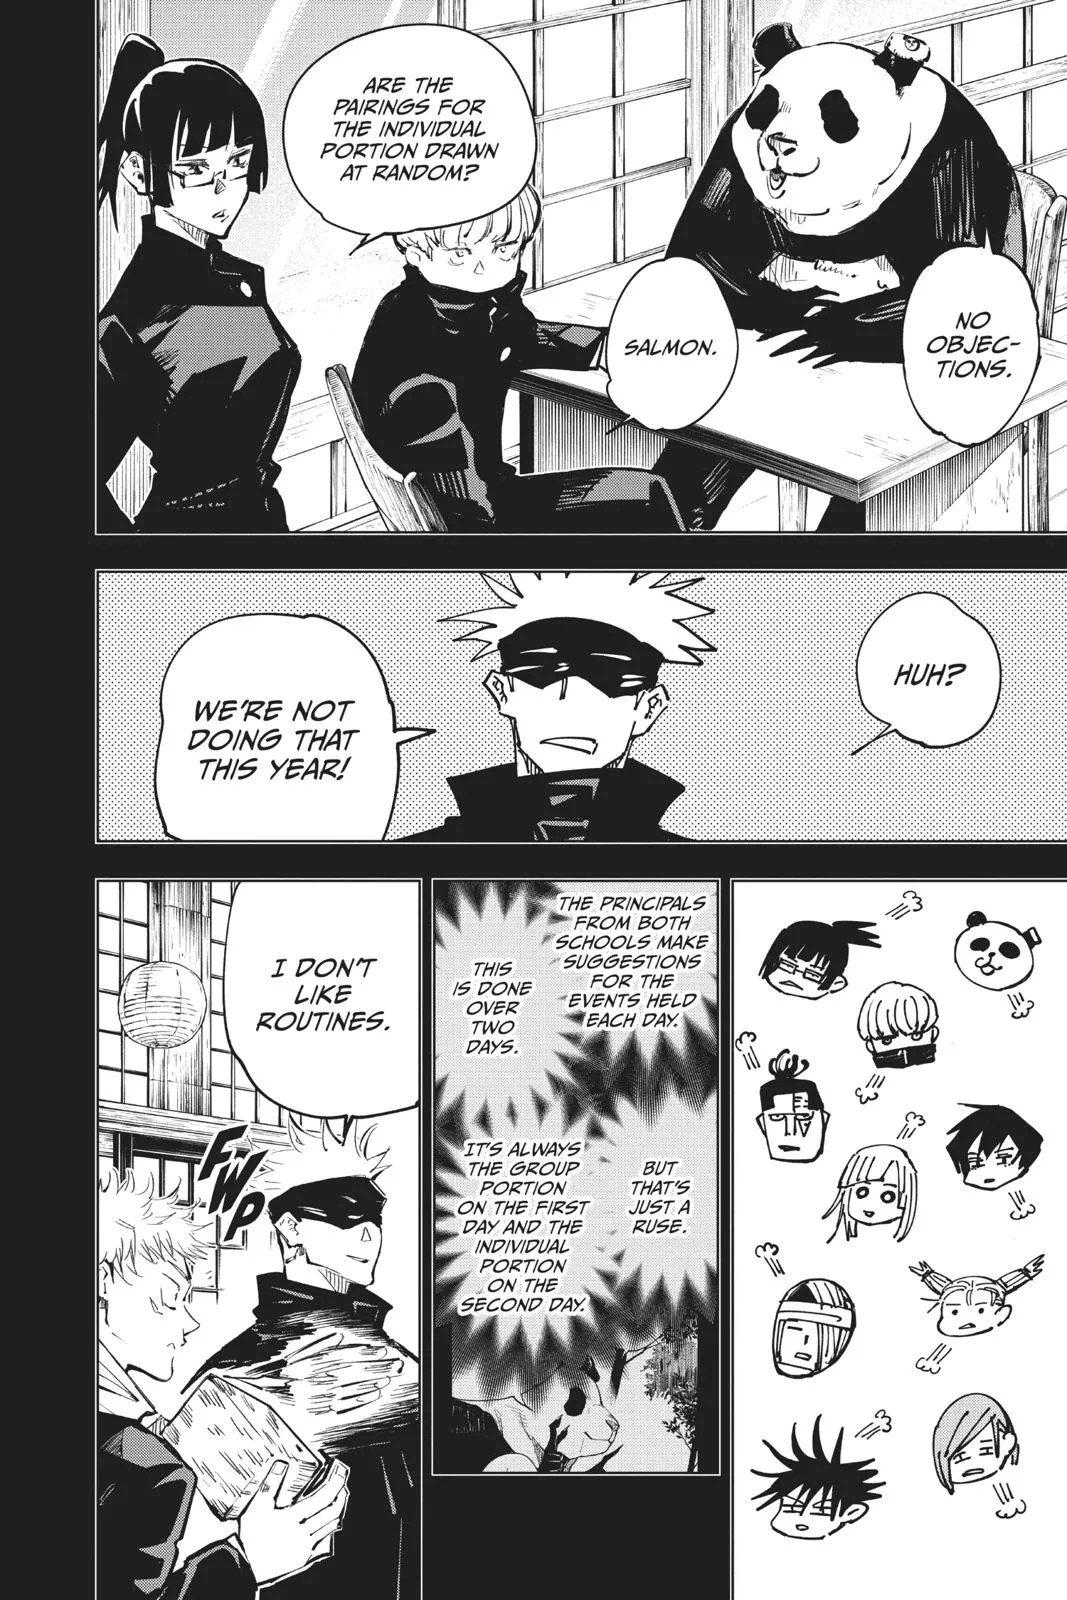 NO
OBJEC-
TIONS.
SALMON.
ARE THE
PAIRINGS FOR
THE INDIVIDUAL
PORTION DRAWN
AT RANDOM?
HUH?
WE'RE NOT
DOING THAT
THIS YEAR!
THE PRINCIPALS
FROM BOTH
SCHOOLS MAKE
SUGGESTIONS
FOR THE
EVENTS HELD
EACH DAY.
BUT
THAT'S
JUST A
RUSE.
THIS
IS DONE
OVER
TWO
DAYS.
IT'S ALWAYS
THE GROUP
PORTION
ON THE FIRST
DAY AND THE
INDIVIDUAL
PORTION
ON THE
SECOND DAY.
I DON'T
LIKE
ROUTINES.
FWP